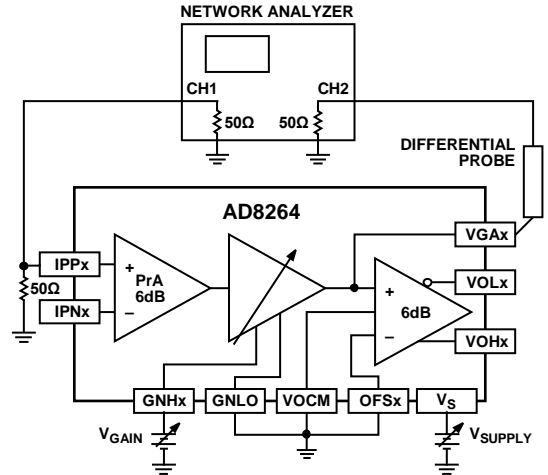 NETWORK ANALYZER
CH1
CH2
50Ω
50Ω
DIFFERENTIAL
PROBE
AD8264
VGAx
IPPx
+
PrA
6dB
–
50Ω
IPNx
+
6dB
–
VOLx
VOHx
GNHx
GNLO
VOCM
OFSx
VS
VGAIN
VSUPPLY